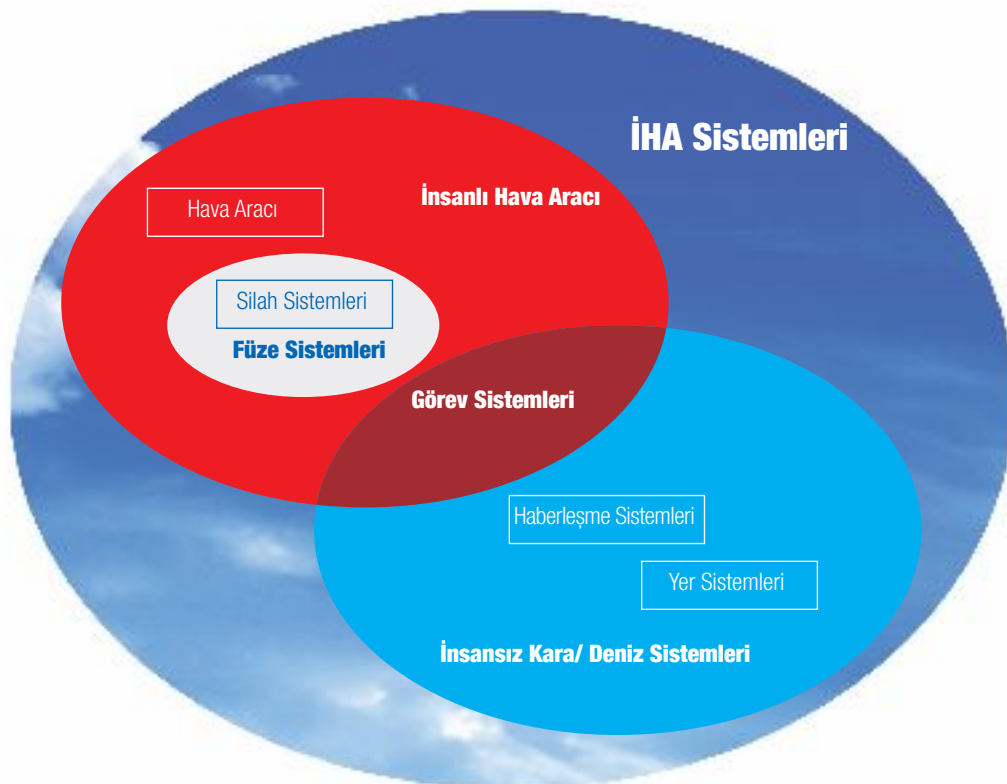 İHA Sistemleri
İnsanlı Hava Aracı
Hava Aracı
Silah Sistemleri
Füze Sistemleri
Görev Sistemleri
Haberleşme Sistemleri
Yer Sistemleri
İnsansız Kara/ Deniz Sistemleri